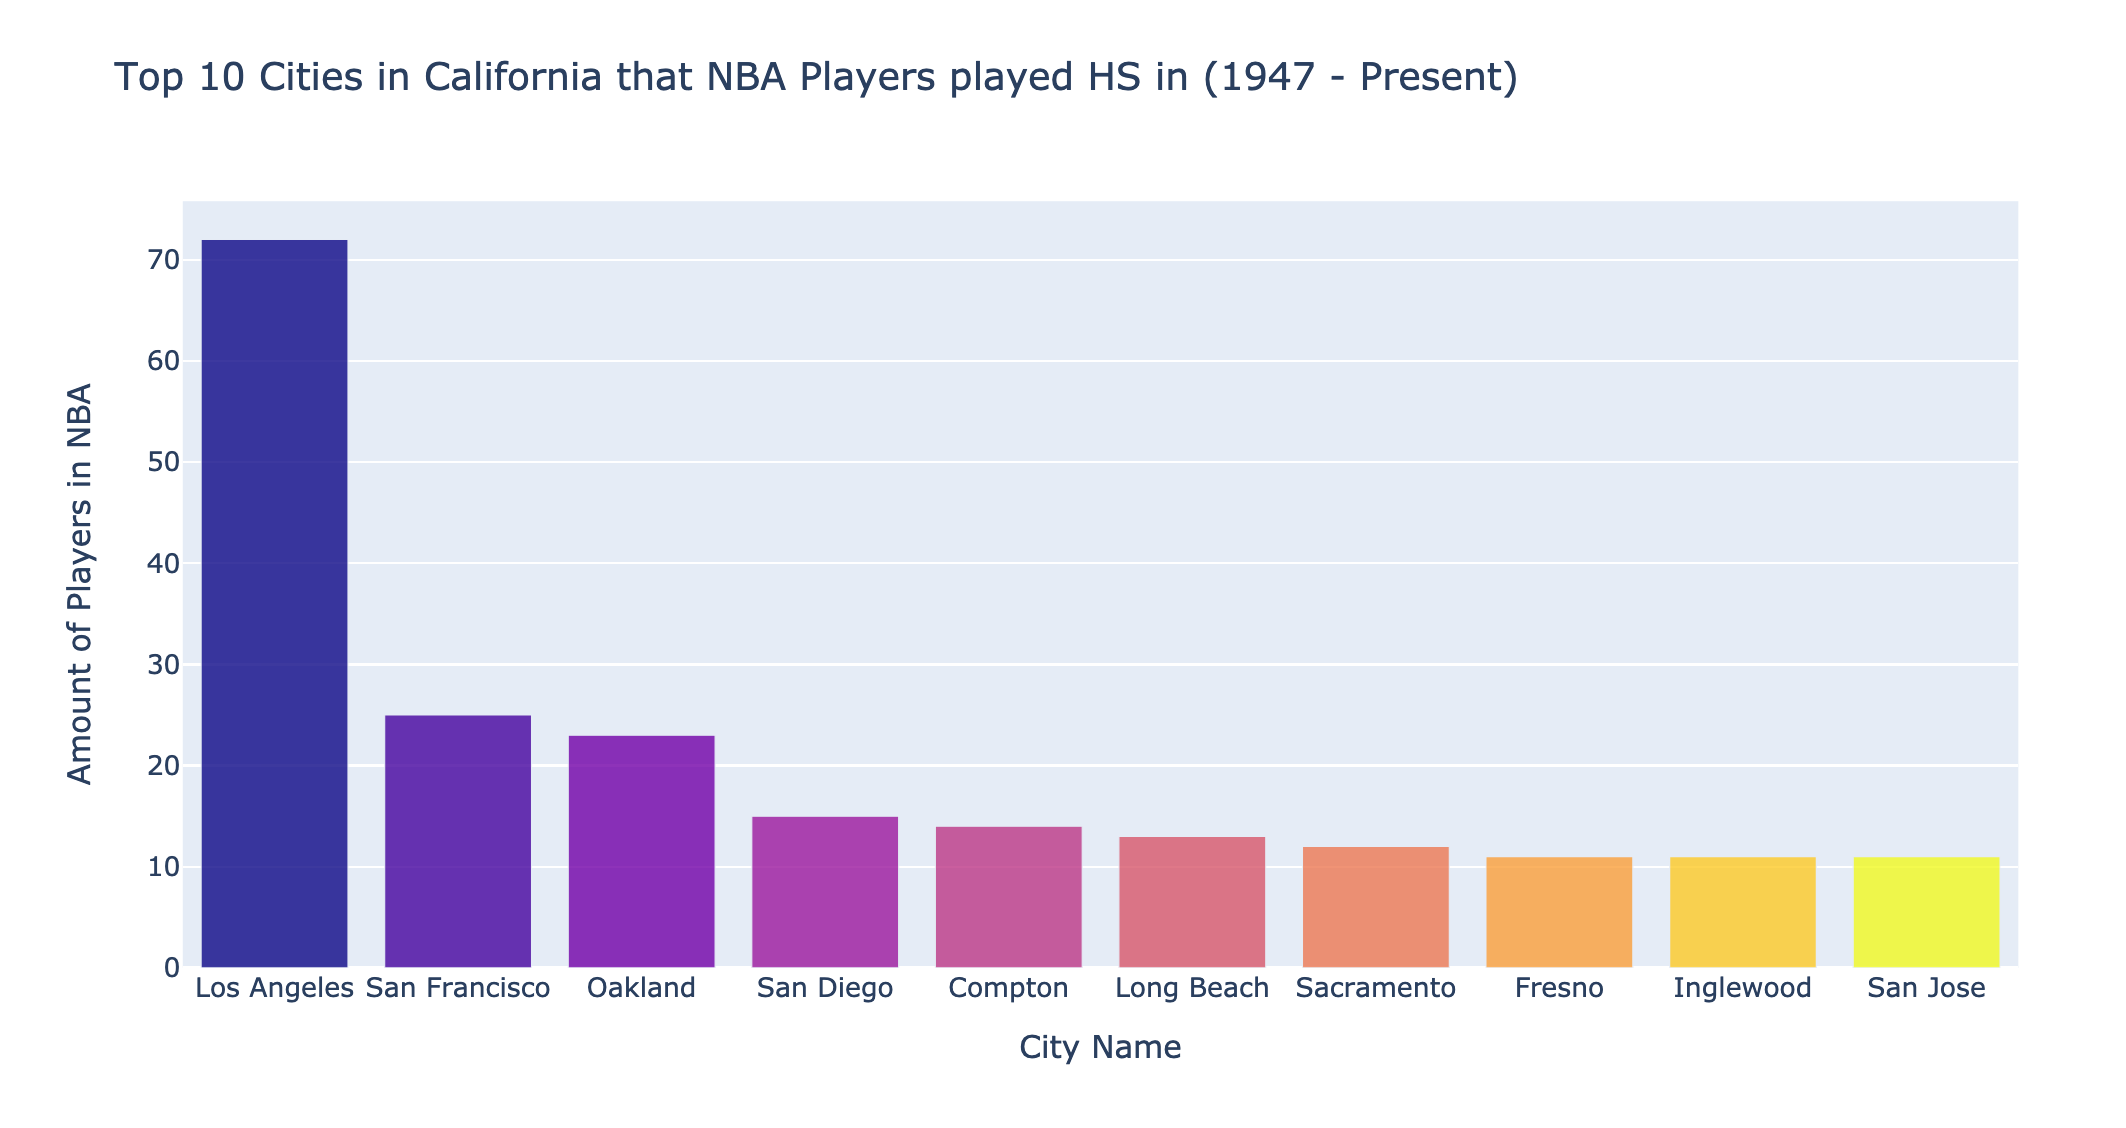 Top 10 Cities in California that NBA Players played HS in (1947 - Present)
Amount of Players in NBA
70
60
50
40
30
20
10
0
Los Angeles San Francisco Oakland San Diego Compton Long Beach Sacramento Fresno Inglewood San Jose
City Name